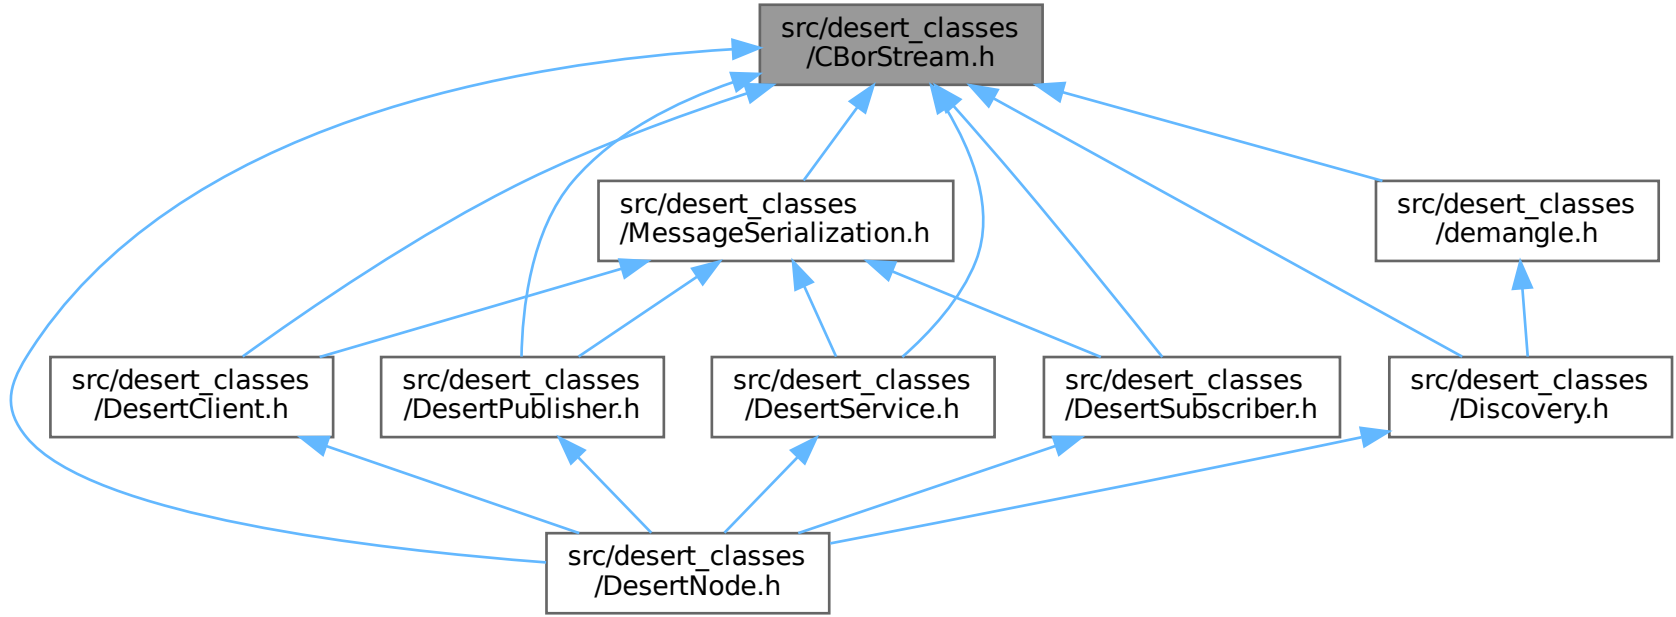 src/desert_classes
/CBorStream.h
src/desert_classes
/MessageSerialization.h
src/desert_classes
/demangle.h
src/desert_classes
/DesertClient.h
src/desert_classes
/DesertPublisher.h
src/desert_classes
/DesertService.h
src/desert_classes
/DesertSubscriber.h
src/desert_classes
/Discovery.h
src/desert_classes
/DesertNode.h